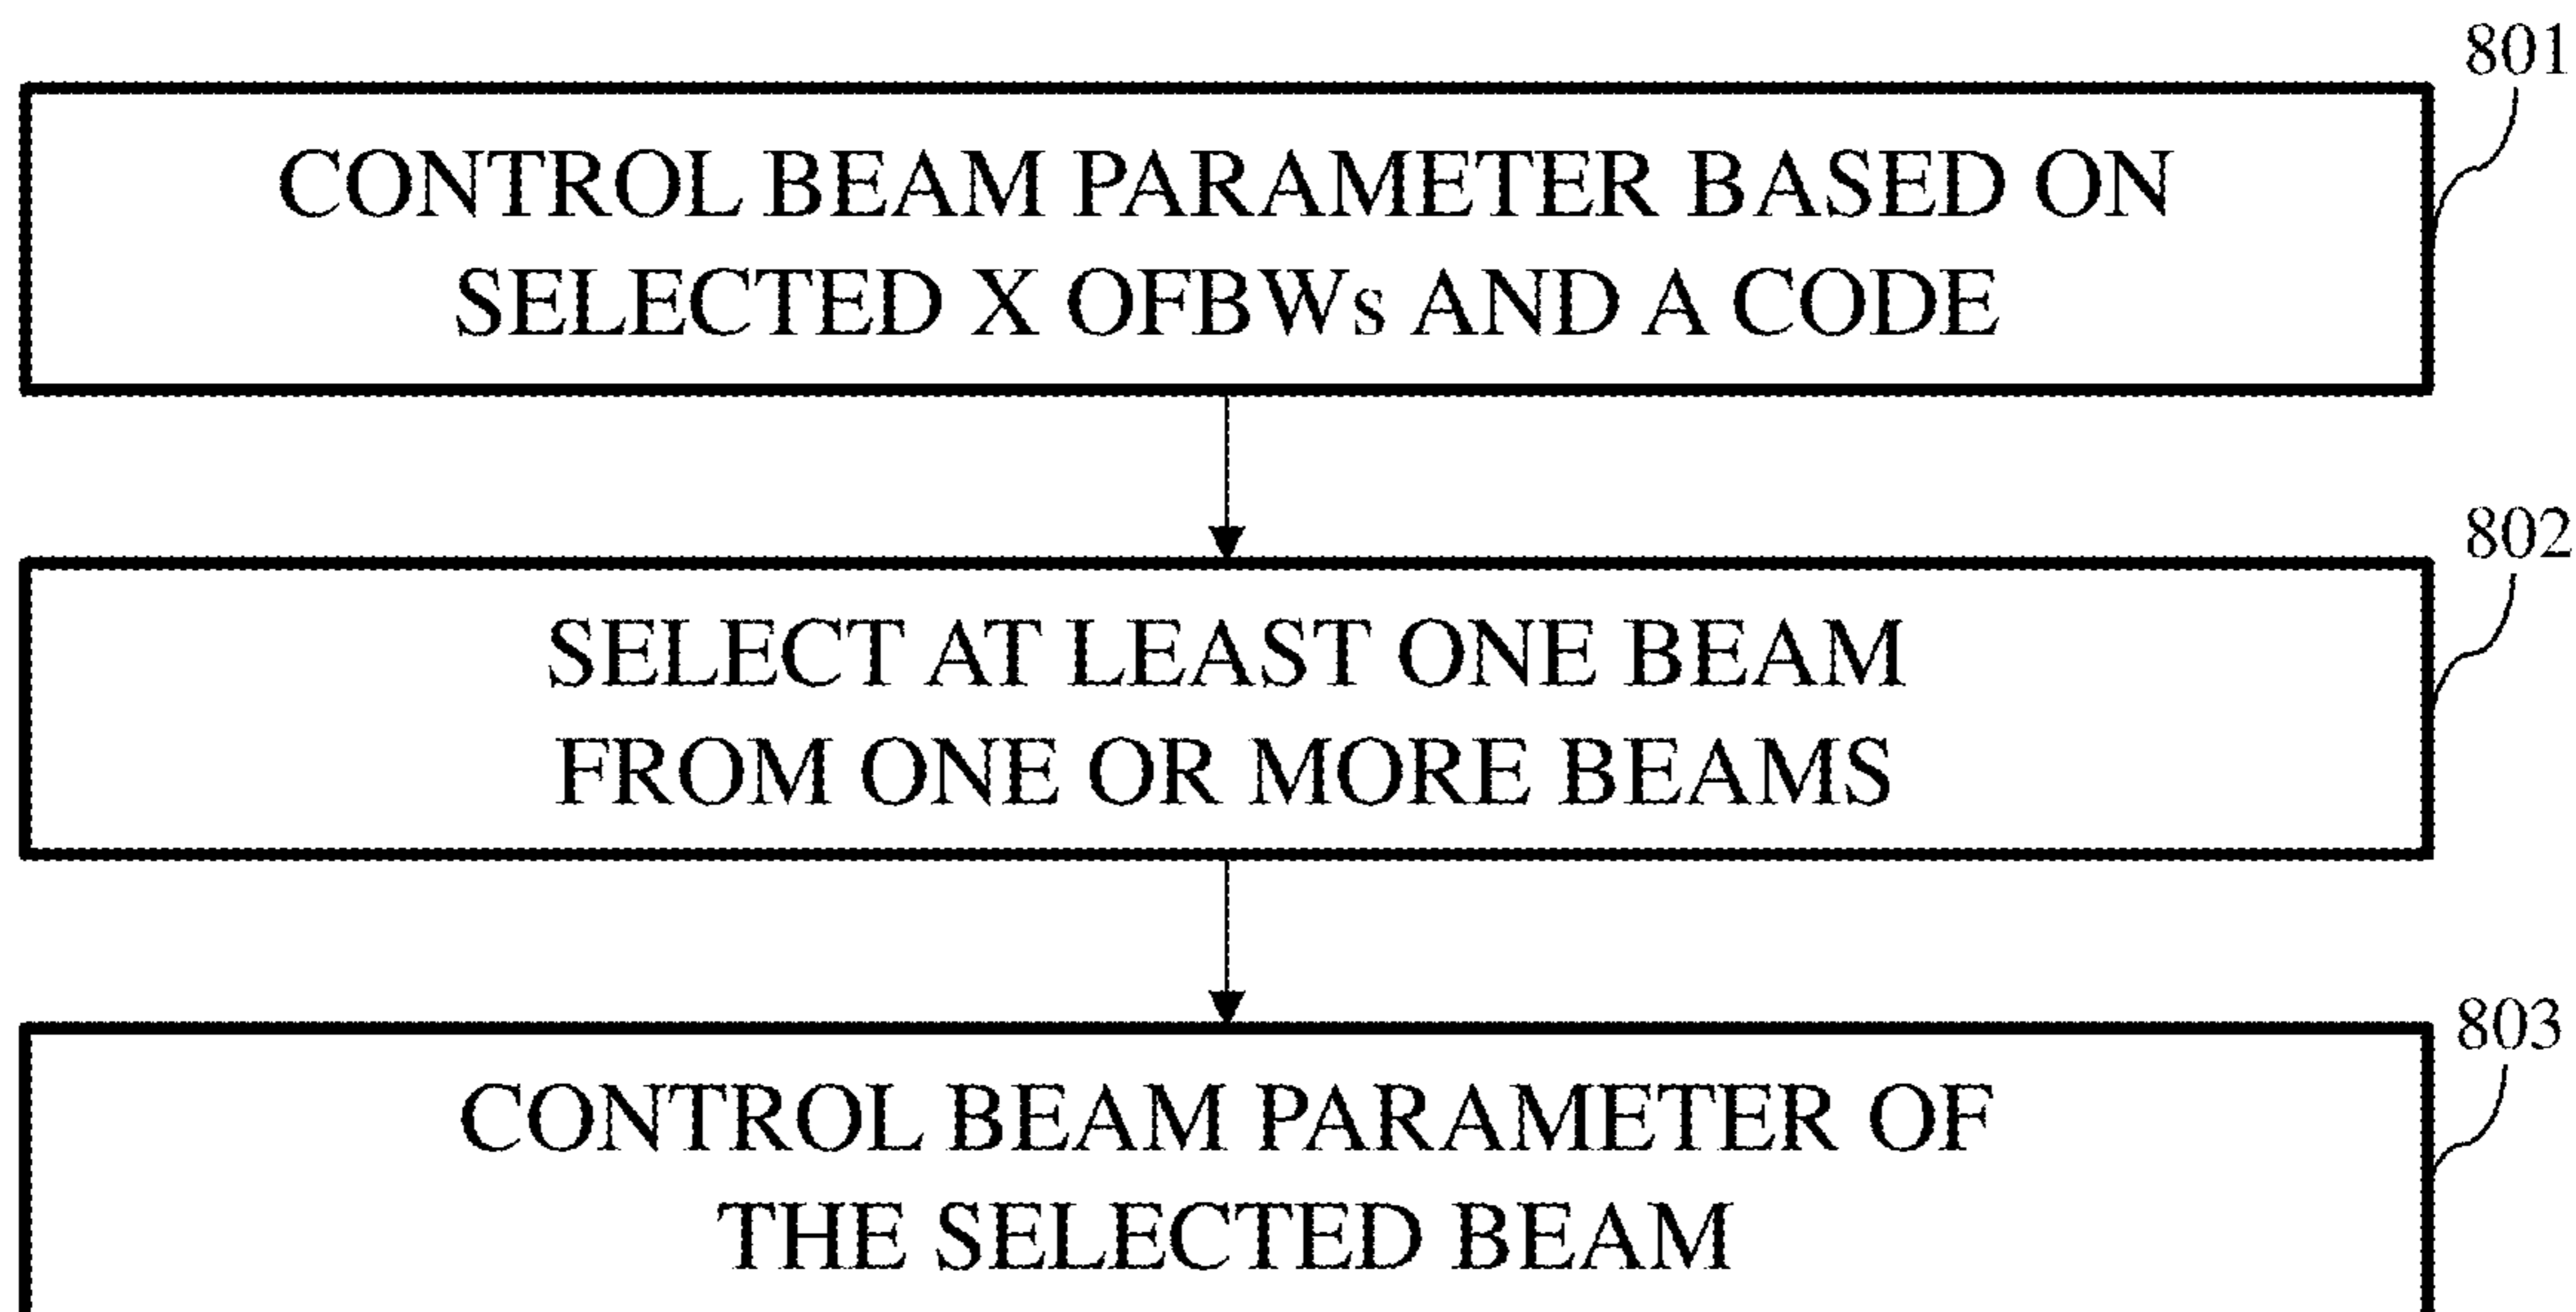 801
CONTROL BEAM PARAMETER BASED ON
SELECTED X OFBWs AND A CODE
802
SELECT AT LEAST ONE BEAM
FROM ONE OR MORE BEAMS
803
CONTROL BEAM PARAMETER OF
THE SELECTED BEAM